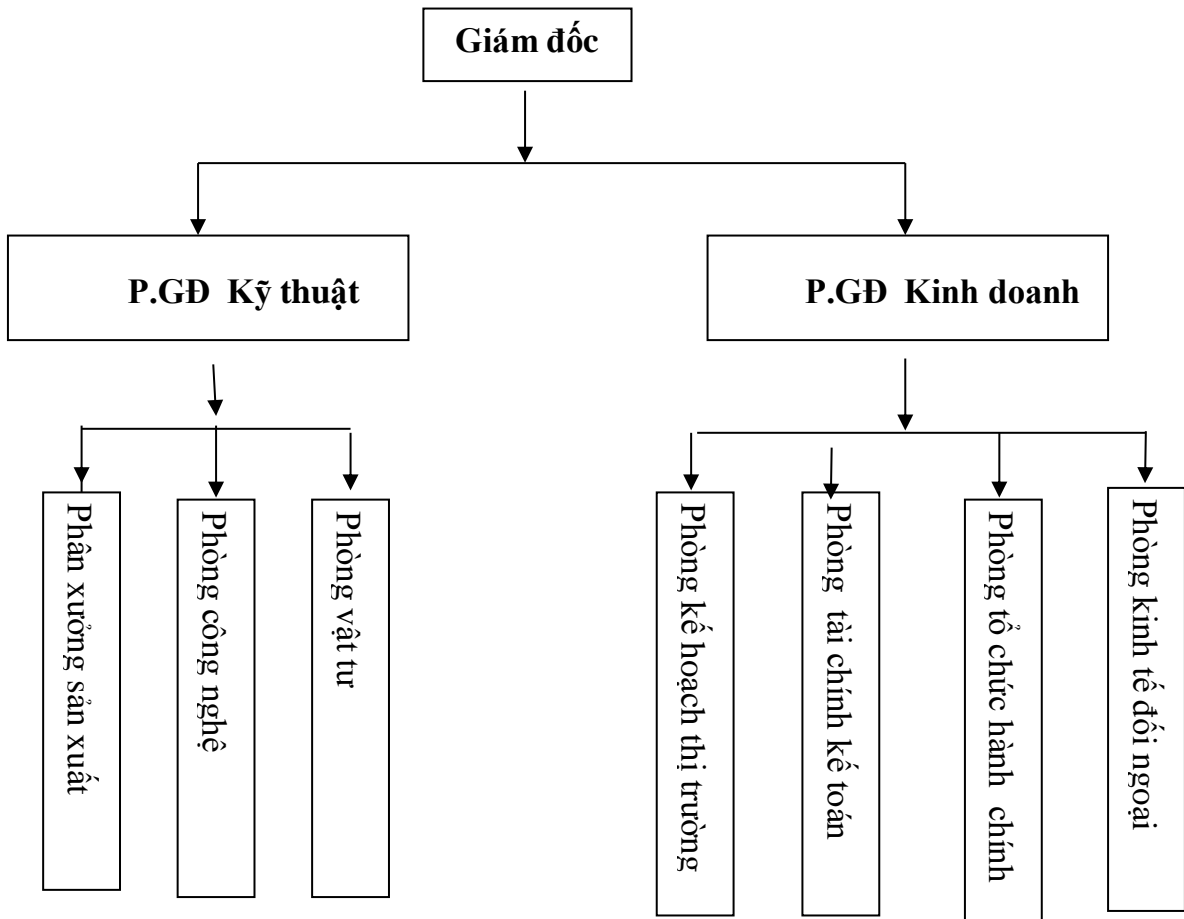 Giám đốc
P.GĐ Kỹ thuật
P.GĐ Kinh doanh
Phân xưởng sản xuất
Phòng công nghệ
Phòng vật tư
Phòng kế hoạch thị trường
Phòng tài chính kế toán
Phòng tổ chức hành chính
Phòng kinh tế đối ngoại